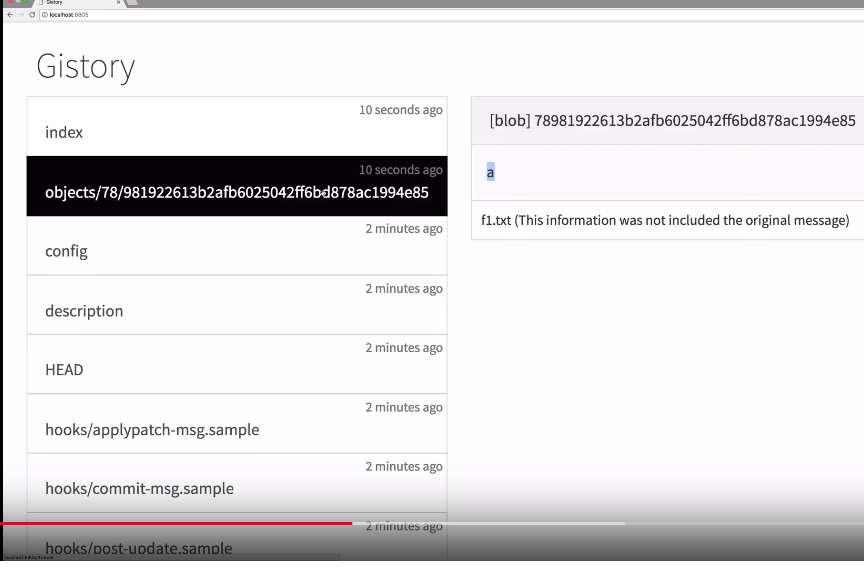 Gistory
localhost:8805
Gistory
10 seconds ago
index
10 seconds ago
objects/78/981922613b2afb6025042ff6bd878ac1994e85
2 minutes ago
config
2 minutes ago
description
2 minutes ago
HEAD
2 minutes ago
hooks/applypatch-msg.sample
2 minutes ago
hooks/commit-msg.sample
2 minutes ago
hooks/post-update.sample
[blob] 78981922613b2afb6025042ff6bd878ac1994e85
a
f1.txt (This information was not included the original message)